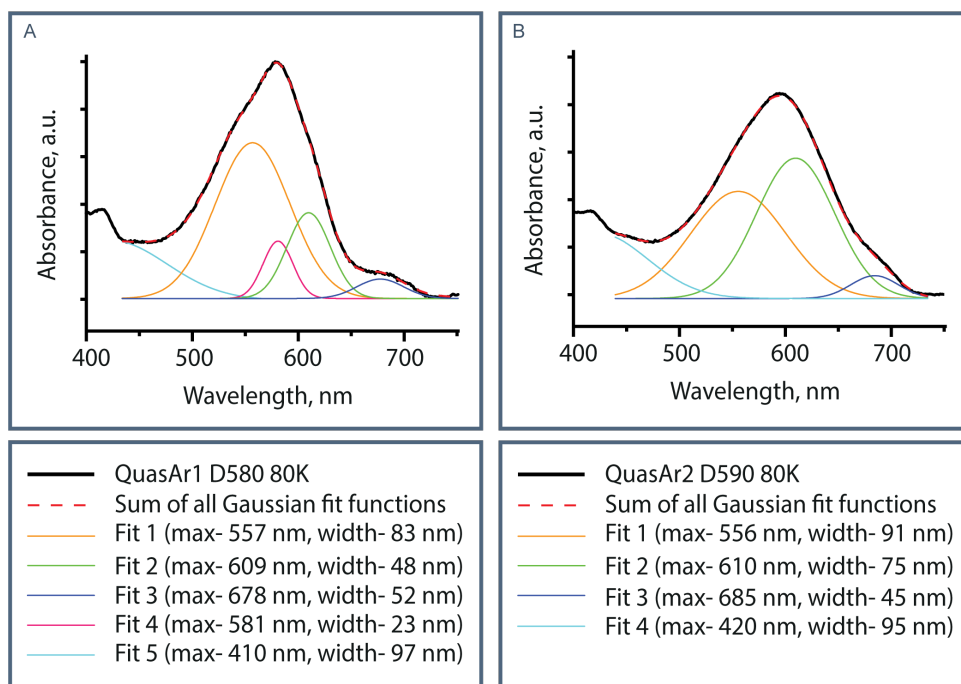 A
Absorbance, a.u.
400 500 600 700
Wavelength, nm
B
Absorbance, a.u.
400 500 600 700
Wavelength, nm
QuasAr1 D580 80K
Sum of all Gaussian fit functions
Fit 1 (max- 557 nm, width- 83 nm)
Fit 2 (max- 609 nm, width- 48 nm)
Fit 3 (max- 678 nm, width- 52 nm)
Fit 4 (max- 581 nm, width- 23 nm)
Fit 5 (max- 410 nm, width- 97 nm)
QuasAr2 D590 80K
Sum of all Gaussian fit functions
Fit 1 (max- 556 nm, width- 91 nm)
Fit 2 (max- 610 nm, width- 75 nm)
Fit 3 (max- 685 nm, width- 45 nm)
Fit 4 (max- 420 nm, width- 95 nm)